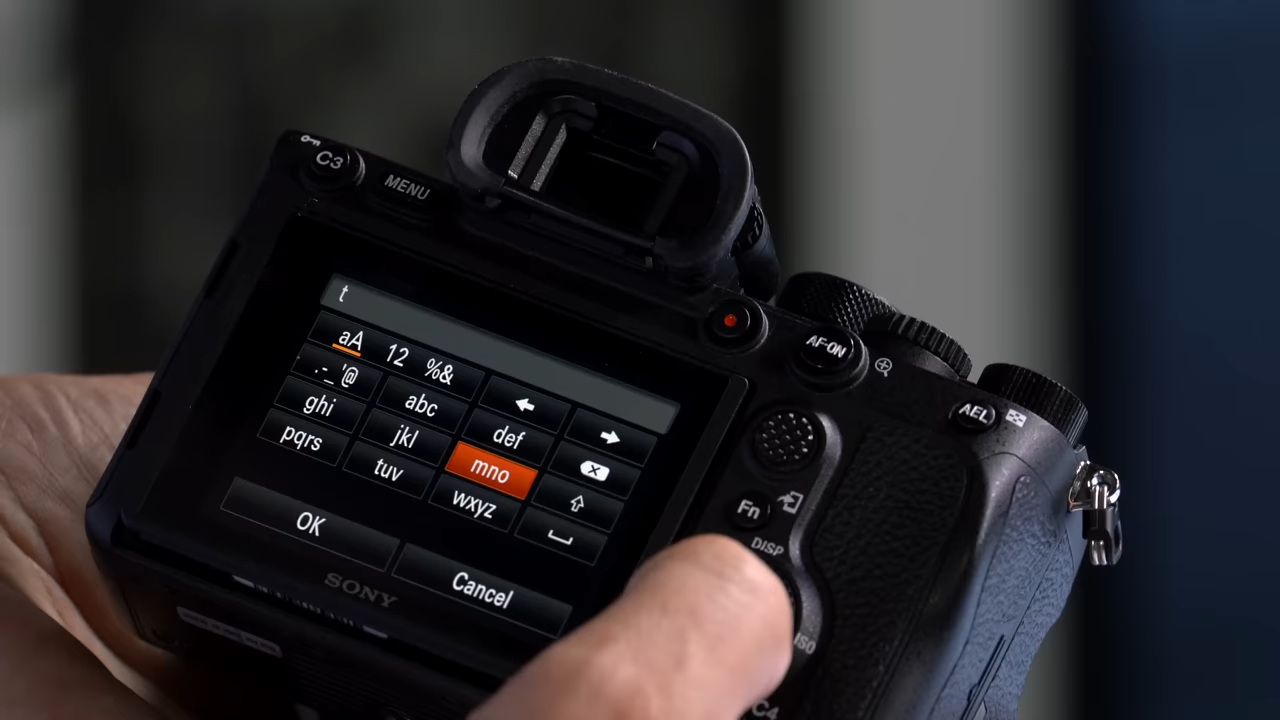 C3
MENU
t
aA 12 %&
.-_'@ abc def
ghi jkl mno
pqrs tuv wxyz
OK
Cancel
SONY
AF-ON
AEL
Fn
DISP
ISO
C4